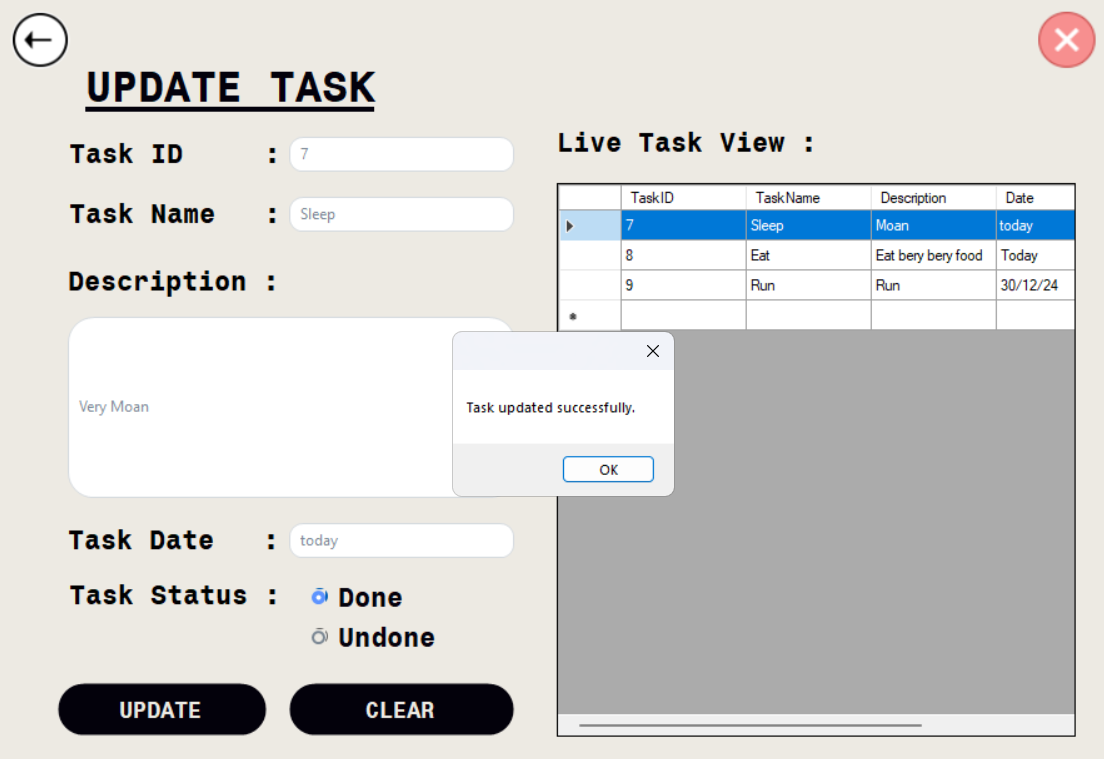 UPDATE TASK
Task ID : 7
Task Name : Sleep
Description :
Very Moan
Task Date : today
Task Status : Done
Undone
UPDATE CLEAR
Live Task View :
TaskID TaskName Description Date
7 Sleep Moan today
8 Eat Eat bery bery food Today
9 Run Run 30/12/24
Task updated successfully.
OK